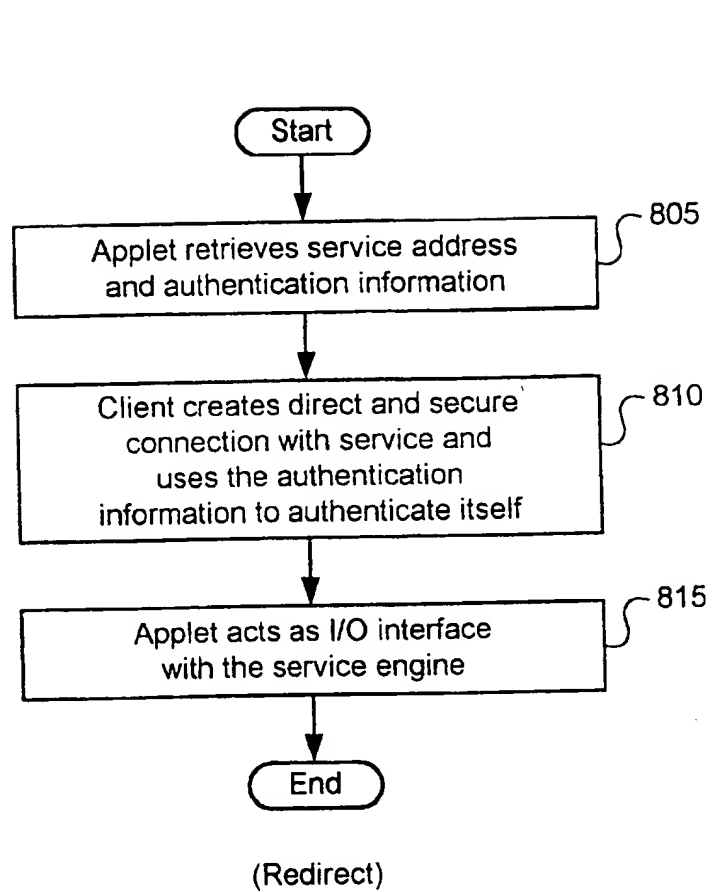 Start
805
Applet retrieves service address
and authentication information
810
Client creates direct and secure
connection with service and
uses the authentication
information to authenticate itself
815
Applet acts as I/O interface
with the service engine
End
(Redirect)